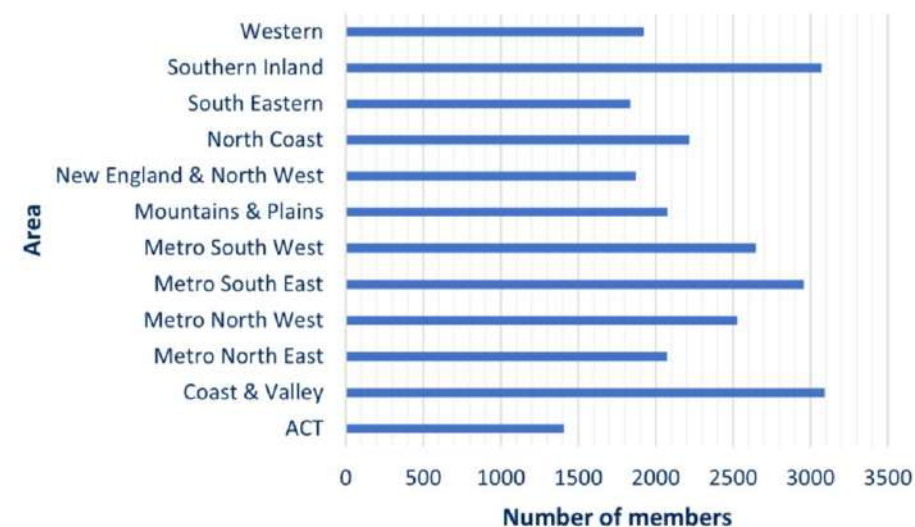 Western
Southern Inland
South Eastern
North Coast
New England & North West
Mountains & Plains
Metro South West
Metro South East
Metro North West
Metro North East
Coast & Valley
ACT
Area
0 500 1000 1500 2000 2500 3000 3500
Number of members